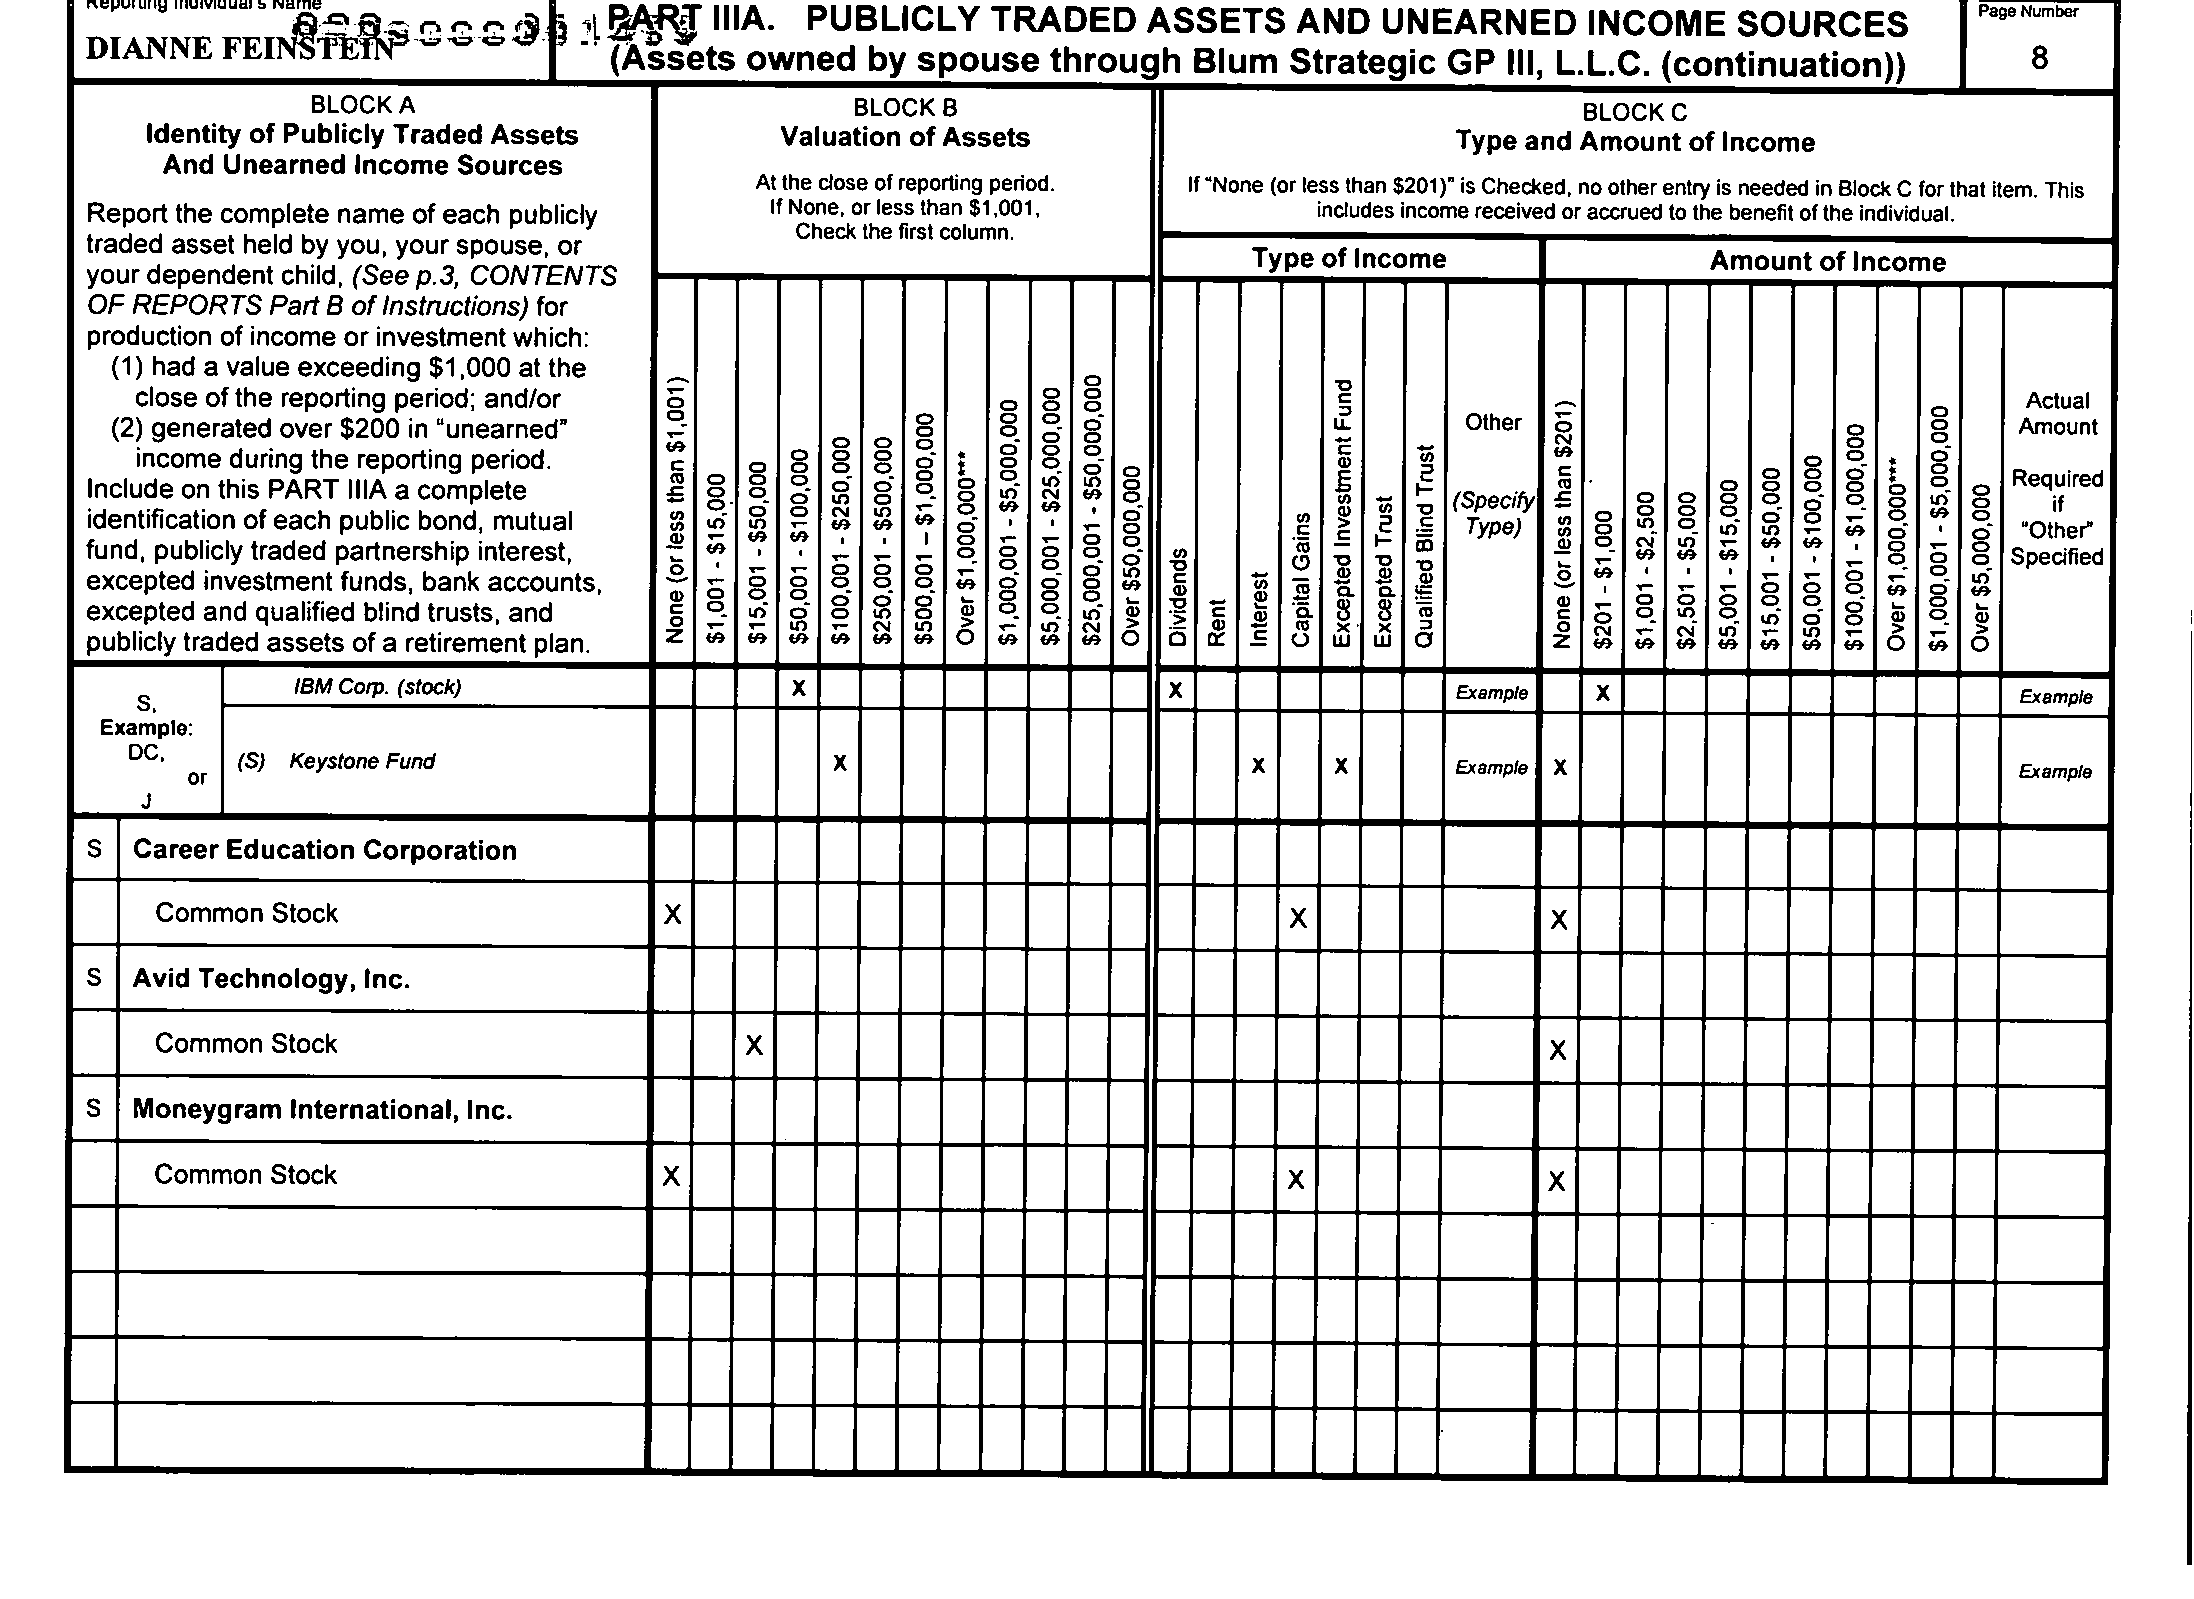 Reporting Individual's Name
DIANNE FEINSTEIN
PART IIIA. PUBLICLY TRADED ASSETS AND UNEARNED INCOME SOURCES
(Assets owned by spouse through Blum Strategic GP III, L.L.C. (continuation))
Page Number
8
BLOCK A
Identity of Publicly Traded Assets
And Unearned Income Sources
Report the complete name of each publicly
traded asset held by you, your spouse, or
your dependent child, (See p.3, CONTENTS
OF REPORTS Part B of Instructions) for
production of income or investment which:
(1) had a value exceeding $1,000 at the
close of the reporting period; and/or
(2) generated over $200 in "unearned"
income during the reporting period.
Include on this PART IIIA a complete
identification of each public bond, mutual
fund, publicly traded partnership interest,
excepted investment funds, bank accounts,
excepted and qualified blind trusts, and
publicly traded assets of a retirement plan.
BLOCK B
Valuation of Assets
At the close of reporting period.
If None, or less than $1,001,
Check the first column.
None (or less than $1,001)
$1,001 - $15,000
$15,001 - $50,000
$50,001 - $100,000
$100,001 - $250,000
$250,001 - $500,000
$500,001 – $1,000,000
Over $1,000,000***
$1,000,001 - $5,000,000
$5,000,001 - $25,000,000
$25,000,001 - $50,000,000
Over $50,000,000
BLOCK C
Type and Amount of Income
If "None (or less than $201)" is Checked, no other entry is needed in Block C for that item. This
includes income received or accrued to the benefit of the individual.
Type of Income
Dividends
Rent
Interest
Capital Gains
Excepted Investment Fund
Excepted Trust
Qualified Blind Trust
Other
(Specify
Type)
Amount of Income
None (or less than $201)
$201 - $1,000
$1,001 - $2,500
$2,501 - $5,000
$5,001 - $15,000
$15,001 - $50,000
$50,001 - $100,000
$100,001 - $1,000,000
Over $1,000,000***
$1,000,001 - $5,000,000
Over $5,000,000
Actual
Amount
Required
if
"Other"
Specified
S,
Example:
DC,
or
J
IBM Corp. (stock) X X Example X Example
(S) Keystone Fund X X X Example X Example
S Career Education Corporation
Common Stock X X X
S Avid Technology, Inc.
Common Stock X X
S Moneygram International, Inc.
Common Stock X X X